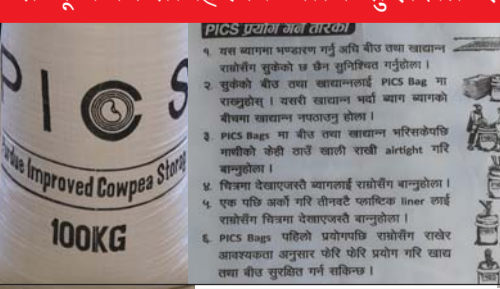 PICS
Purdue Improved Cowpea Storage
100KG
PICS प्रयोग गर्ने तरिका
१. यस ब्यागमा भण्डारण गर्नु अघि बीउ तथा खाद्यान्न
राम्रोसँग सुकेको छ छैन सुनिश्चित गर्नुहोला ।
२. सुकेको बीउ तथा खाद्यान्नलाई PICS Bag मा
राख्नुहोस् । यसरी खाद्यान्न भर्दा ब्याग ब्यागको
बीचमा खाद्यान्न नपठाउनु होला ।
३. PICS Bags मा बीउ तथा खाद्यान्न भरिसकेपछि
माथीको केही ठाउँ खाली राखी airtight गरि
बान्नुहोला ।
४. चित्रमा देखाएजस्तै ब्यागलाई राम्रोसँग बान्नुहोला ।
५. एक पछि अर्को गरि तीनवटै प्लाष्टिक liner लाई
राम्रोसँग चित्रमा देखाएजस्तै बान्नुहोला ।
६. PICS Bags पहिलो प्रयोगपछि राम्रोसँग राखेर
आवश्यकता अनुसार फेरि फेरि प्रयोग गरि खाद्य
तथा बीउ सुरक्षित गर्न सकिन्छ ।